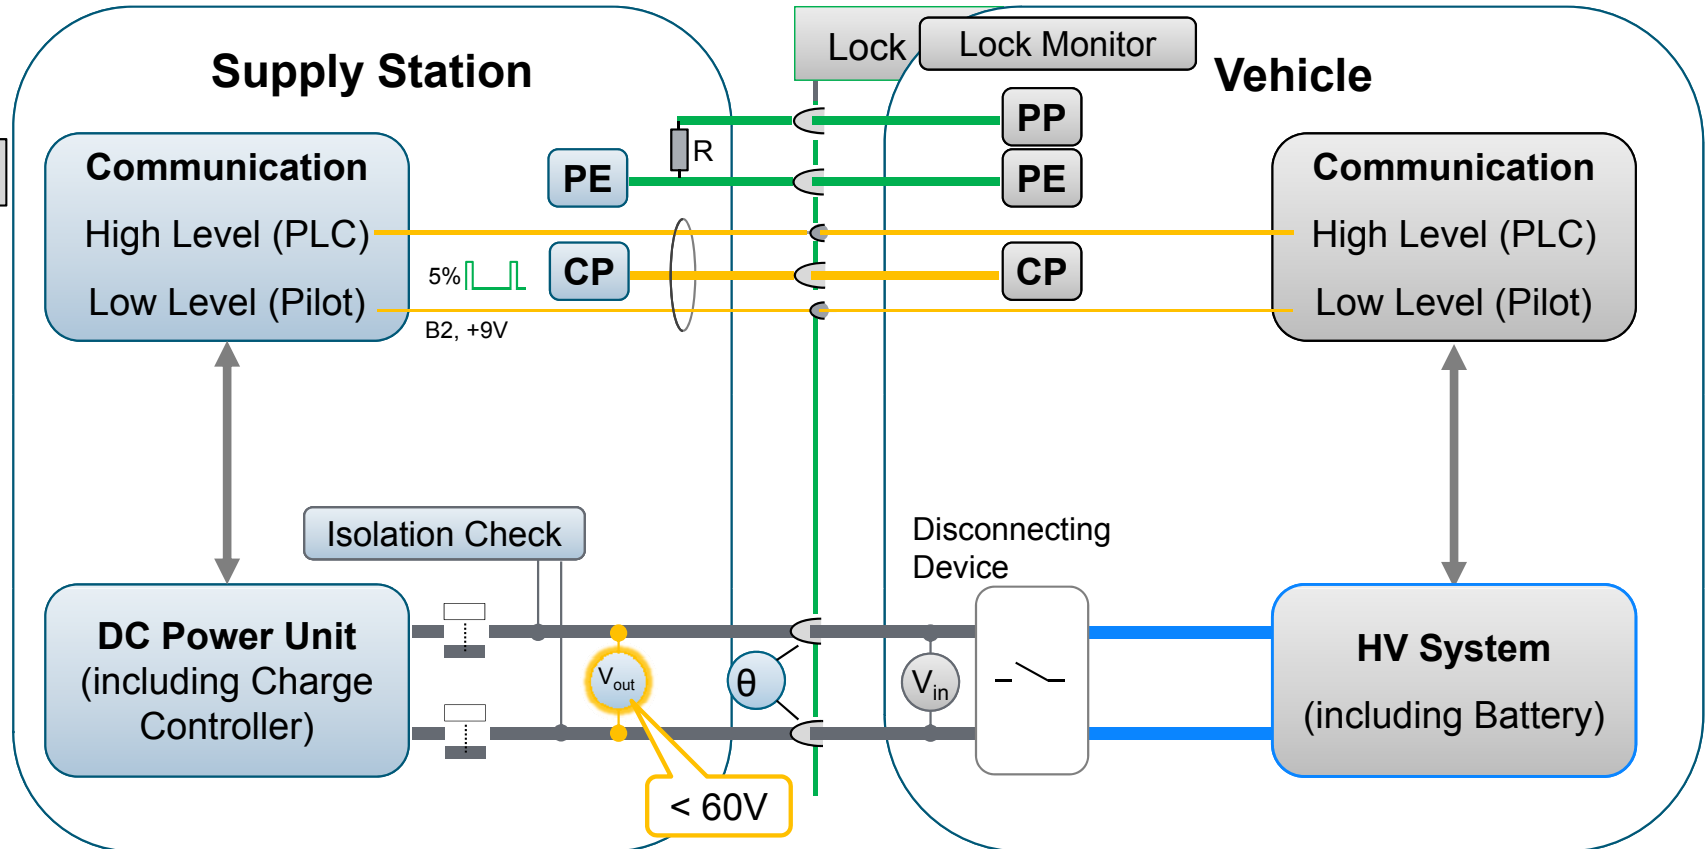 Supply Station
Lock
Lock Monitor
Vehicle
Communication
High Level (PLC)
Low Level (Pilot)
5%
B2, +9V
R
PE
CP
PP
PE
CP
Communication
High Level (PLC)
Low Level (Pilot)
Isolation Check
Disconnecting
Device
DC Power Unit
(including Charge
Controller)
Vout
θ
Vin
HV System
(including Battery)
< 60V